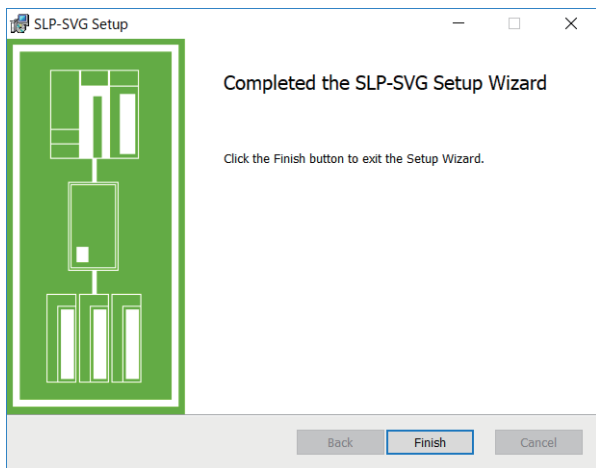 SLP-SVG Setup
Completed the SLP-SVG Setup Wizard
Click the Finish button to exit the Setup Wizard.
Back Finish Cancel